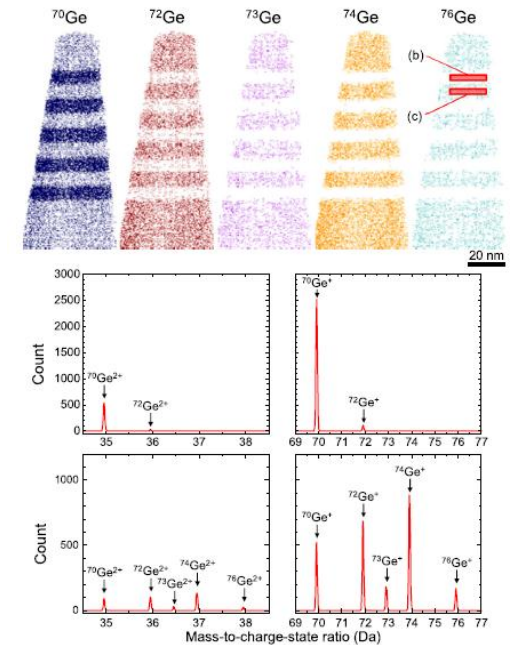 ⁷⁰Ge ⁷²Ge ⁷³Ge ⁷⁴Ge ⁷⁶Ge
(b)
(c)
20 nm
3000
2500
2000
1500
1000
500
0
Count
⁷⁰Ge²⁺
⁷²Ge²⁺
35 36 37 38
⁷⁰Ge⁺
⁷²Ge⁺
69 70 71 72 73 74 75 76 77
1000
500
0
Count
⁷⁰Ge²⁺
⁷²Ge²⁺
⁷³Ge²⁺
⁷⁴Ge²⁺
⁷⁶Ge²⁺
35 36 37 38
⁷⁰Ge⁺
⁷²Ge⁺
⁷³Ge⁺
⁷⁴Ge⁺
⁷⁶Ge⁺
69 70 71 72 73 74 75 76 77
Mass-to-charge-state ratio (Da)